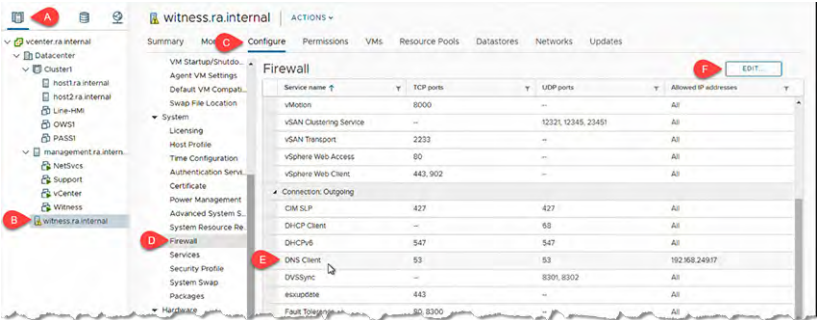 A
witness.ra.internal
ACTIONS
vcenter.ra.internal
Datacenter
Cluster1
host1.ra.internal
host2.ra.internal
Line-HMI
OWS1
PASS1
management.ra.intern...
NetSvcs
Support
vCenter
Witness
B
witness.ra.internal
Summary
C
Configure
Permissions
VMs
Resource Pools
Datastores
Networks
Updates
VM Startup/Shutdo...
Agent VM Settings
Default VM Compati...
Swap File Location
System
Licensing
Host Profile
Time Configuration
Authentication Servi...
Certificate
Power Management
Advanced System S...
System Resource Re...
D
Firewall
Services
Security Profile
System Swap
Packages
Hardware
Firewall
F
EDIT...
Service name TCP ports UDP ports Allowed IP addresses
vMotion 8000 -- All
vSAN Clustering Service -- 12321, 12345, 23451 All
vSAN Transport 2233 -- All
vSphere Web Access 80 -- All
vSphere Web Client 443, 902 -- All
Connection: Outgoing
CIM SLP 427 427 All
DHCP Client -- 68 All
DHCPv6 547 547 All
E
DNS Client 53 53 192.168.249.17
DVSSync -- 8301, 8302 All
esxupdate 443 -- All
Fault Tolerance 80, 8300 -- All